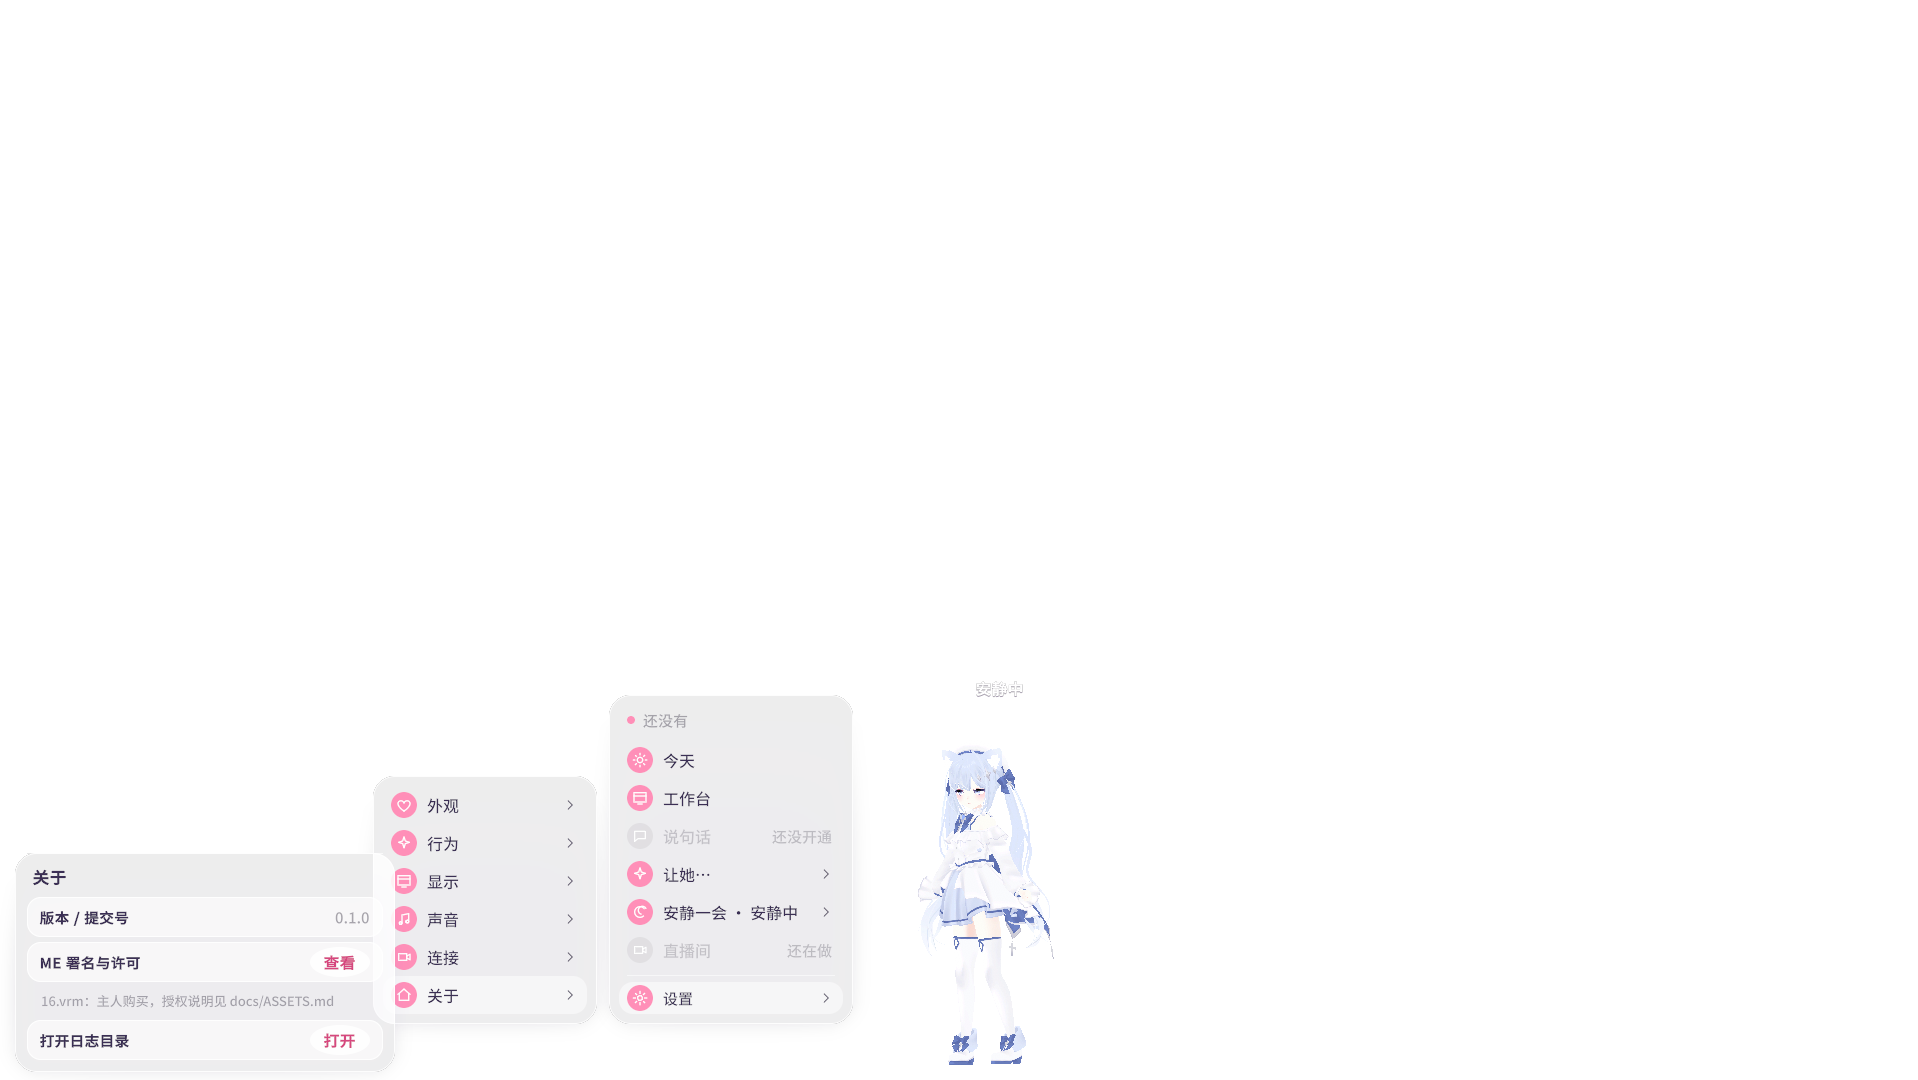 安静中
还没有
今天
工作台
说句话 还没开通
让她…
安静一会 · 安静中
直播间 还在做
设置
外观
行为
显示
声音
连接
关于
关于
版本 / 提交号 0.1.0
ME 署名与许可 查看
16.vrm：主人购买，授权说明见 docs/ASSETS.md
打开日志目录 打开